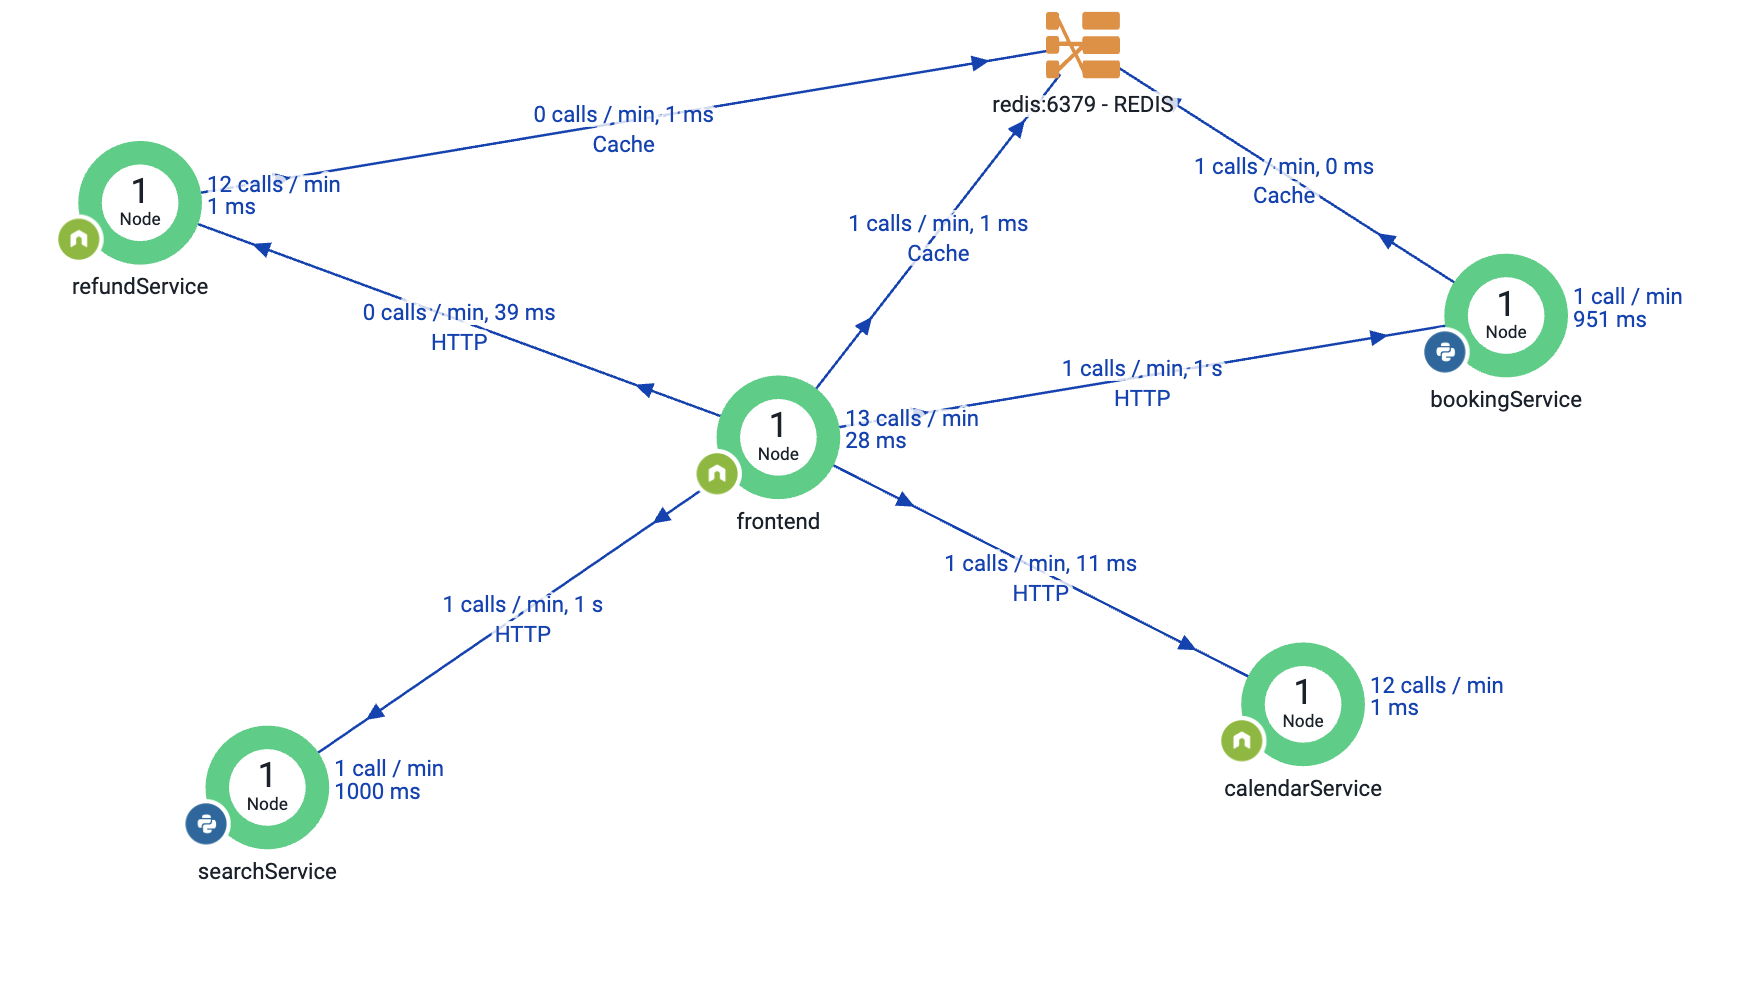 redis:6379 - REDIS
0 calls / min, 1 ms
Cache
1
Node
12 calls / min
1 ms
refundService
1 calls / min, 0 ms
Cache
1 calls / min, 1 ms
Cache
0 calls / min, 39 ms
HTTP
1
Node
1 call / min
951 ms
bookingService
1 calls / min, 1 s
HTTP
1
Node
13 calls / min
28 ms
frontend
1 calls / min, 11 ms
HTTP
1 calls / min, 1 s
HTTP
1
Node
12 calls / min
1 ms
calendarService
1
Node
1 call / min
1000 ms
searchService